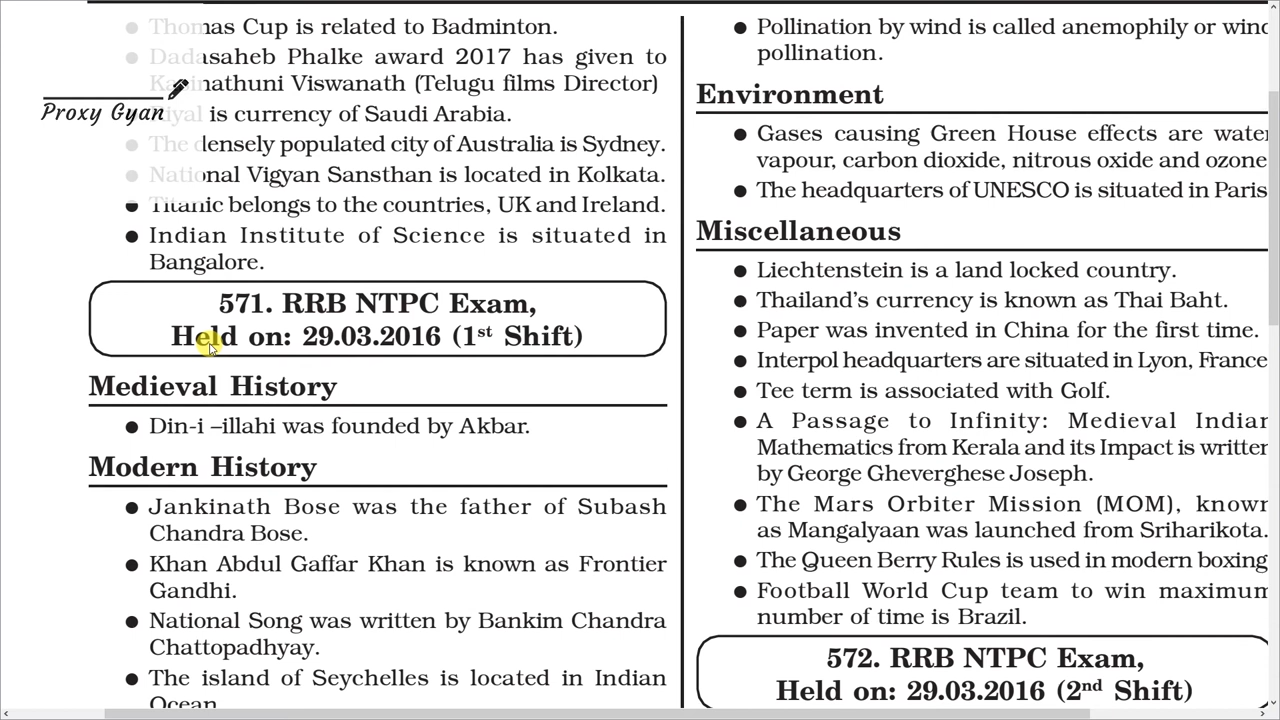 Thomas Cup is related to Badminton.
Dadasaheb Phalke award 2017 has given to
Kasinathuni Viswanath (Telugu films Director)
Proxy Gyan
Riyal is currency of Saudi Arabia.
The densely populated city of Australia is Sydney.
National Vigyan Sansthan is located in Kolkata.
Titanic belongs to the countries, UK and Ireland.
Indian Institute of Science is situated in
Bangalore.
571. RRB NTPC Exam,
Held on: 29.03.2016 (1st Shift)
Medieval History
Din-i –illahi was founded by Akbar.
Modern History
Jankinath Bose was the father of Subash
Chandra Bose.
Khan Abdul Gaffar Khan is known as Frontier
Gandhi.
National Song was written by Bankim Chandra
Chattopadhyay.
The island of Seychelles is located in Indian
Ocean
Pollination by wind is called anemophily or wind
pollination.
Environment
Gases causing Green House effects are water
vapour, carbon dioxide, nitrous oxide and ozone
The headquarters of UNESCO is situated in Paris
Miscellaneous
Liechtenstein is a land locked country.
Thailand's currency is known as Thai Baht.
Paper was invented in China for the first time.
Interpol headquarters are situated in Lyon, France
Tee term is associated with Golf.
A Passage to Infinity: Medieval Indian
Mathematics from Kerala and its Impact is written
by George Gheverghese Joseph.
The Mars Orbiter Mission (MOM), known
as Mangalyaan was launched from Sriharikota.
The Queen Berry Rules is used in modern boxing
Football World Cup team to win maximum
number of time is Brazil.
572. RRB NTPC Exam,
Held on: 29.03.2016 (2nd Shift)